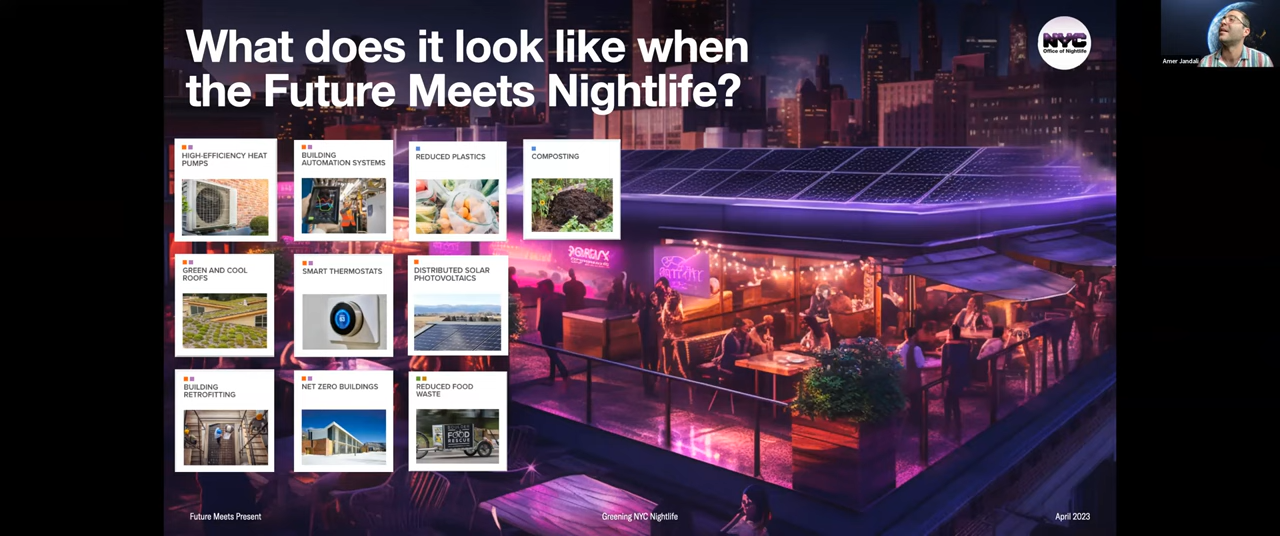 What does it look like when
the Future Meets Nightlife?
NYC
Office of Nightlife
Amer Jandali
HIGH-EFFICIENCY HEAT
PUMPS
BUILDING
AUTOMATION SYSTEMS
REDUCED PLASTICS
COMPOSTING
GREEN AND COOL
ROOFS
SMART THERMOSTATS
DISTRIBUTED SOLAR
PHOTOVOLTAICS
BUILDING
RETROFITTING
NET ZERO BUILDINGS
REDUCED FOOD
WASTE
FOOD
RESCUE
Future Meets Present
Greening NYC Nightlife
April 2023